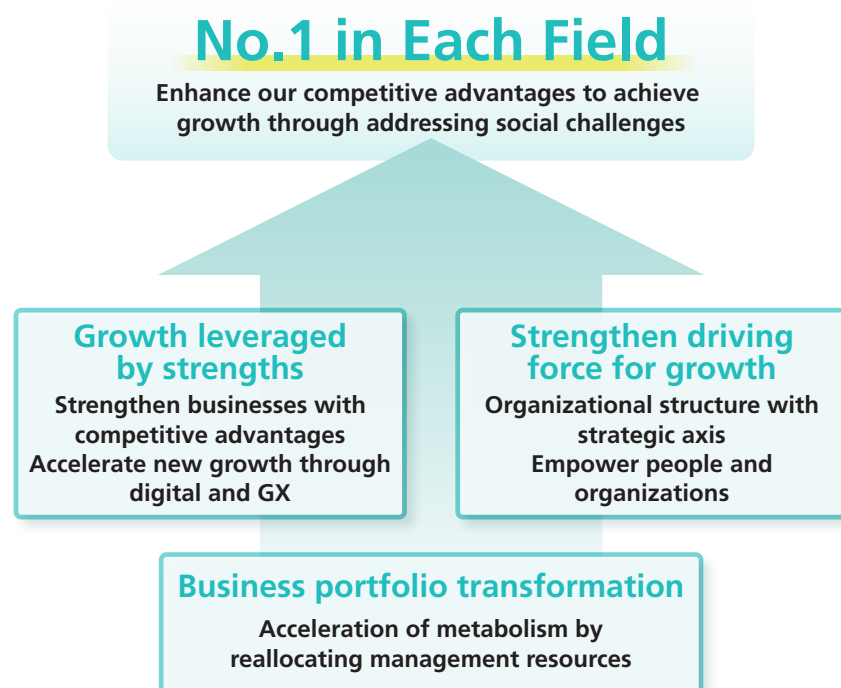 No.1 in Each Field
Enhance our competitive advantages to achieve
growth through addressing social challenges
Growth leveraged
by strengths
Strengthen businesses with
competitive advantages
Accelerate new growth through
digital and GX
Strengthen driving
force for growth
Organizational structure with
strategic axis
Empower people and
organizations
Business portfolio transformation
Acceleration of metabolism by
reallocating management resources